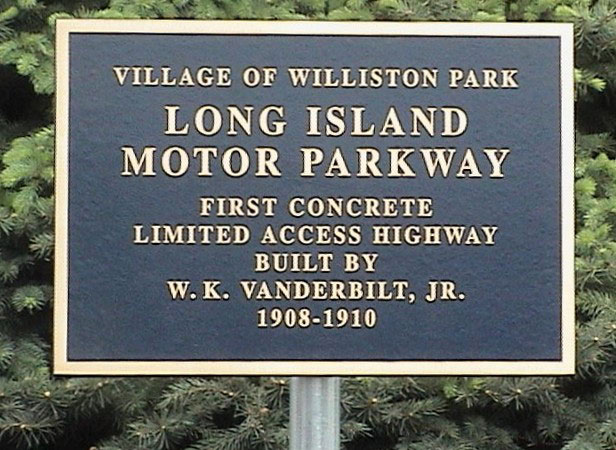 VILLAGE OF WILLISTON PARK
LONG ISLAND
MOTOR PARKWAY
FIRST CONCRETE
LIMITED ACCESS HIGHWAY
BUILT BY
W. K. VANDERBILT, JR.
1908-1910